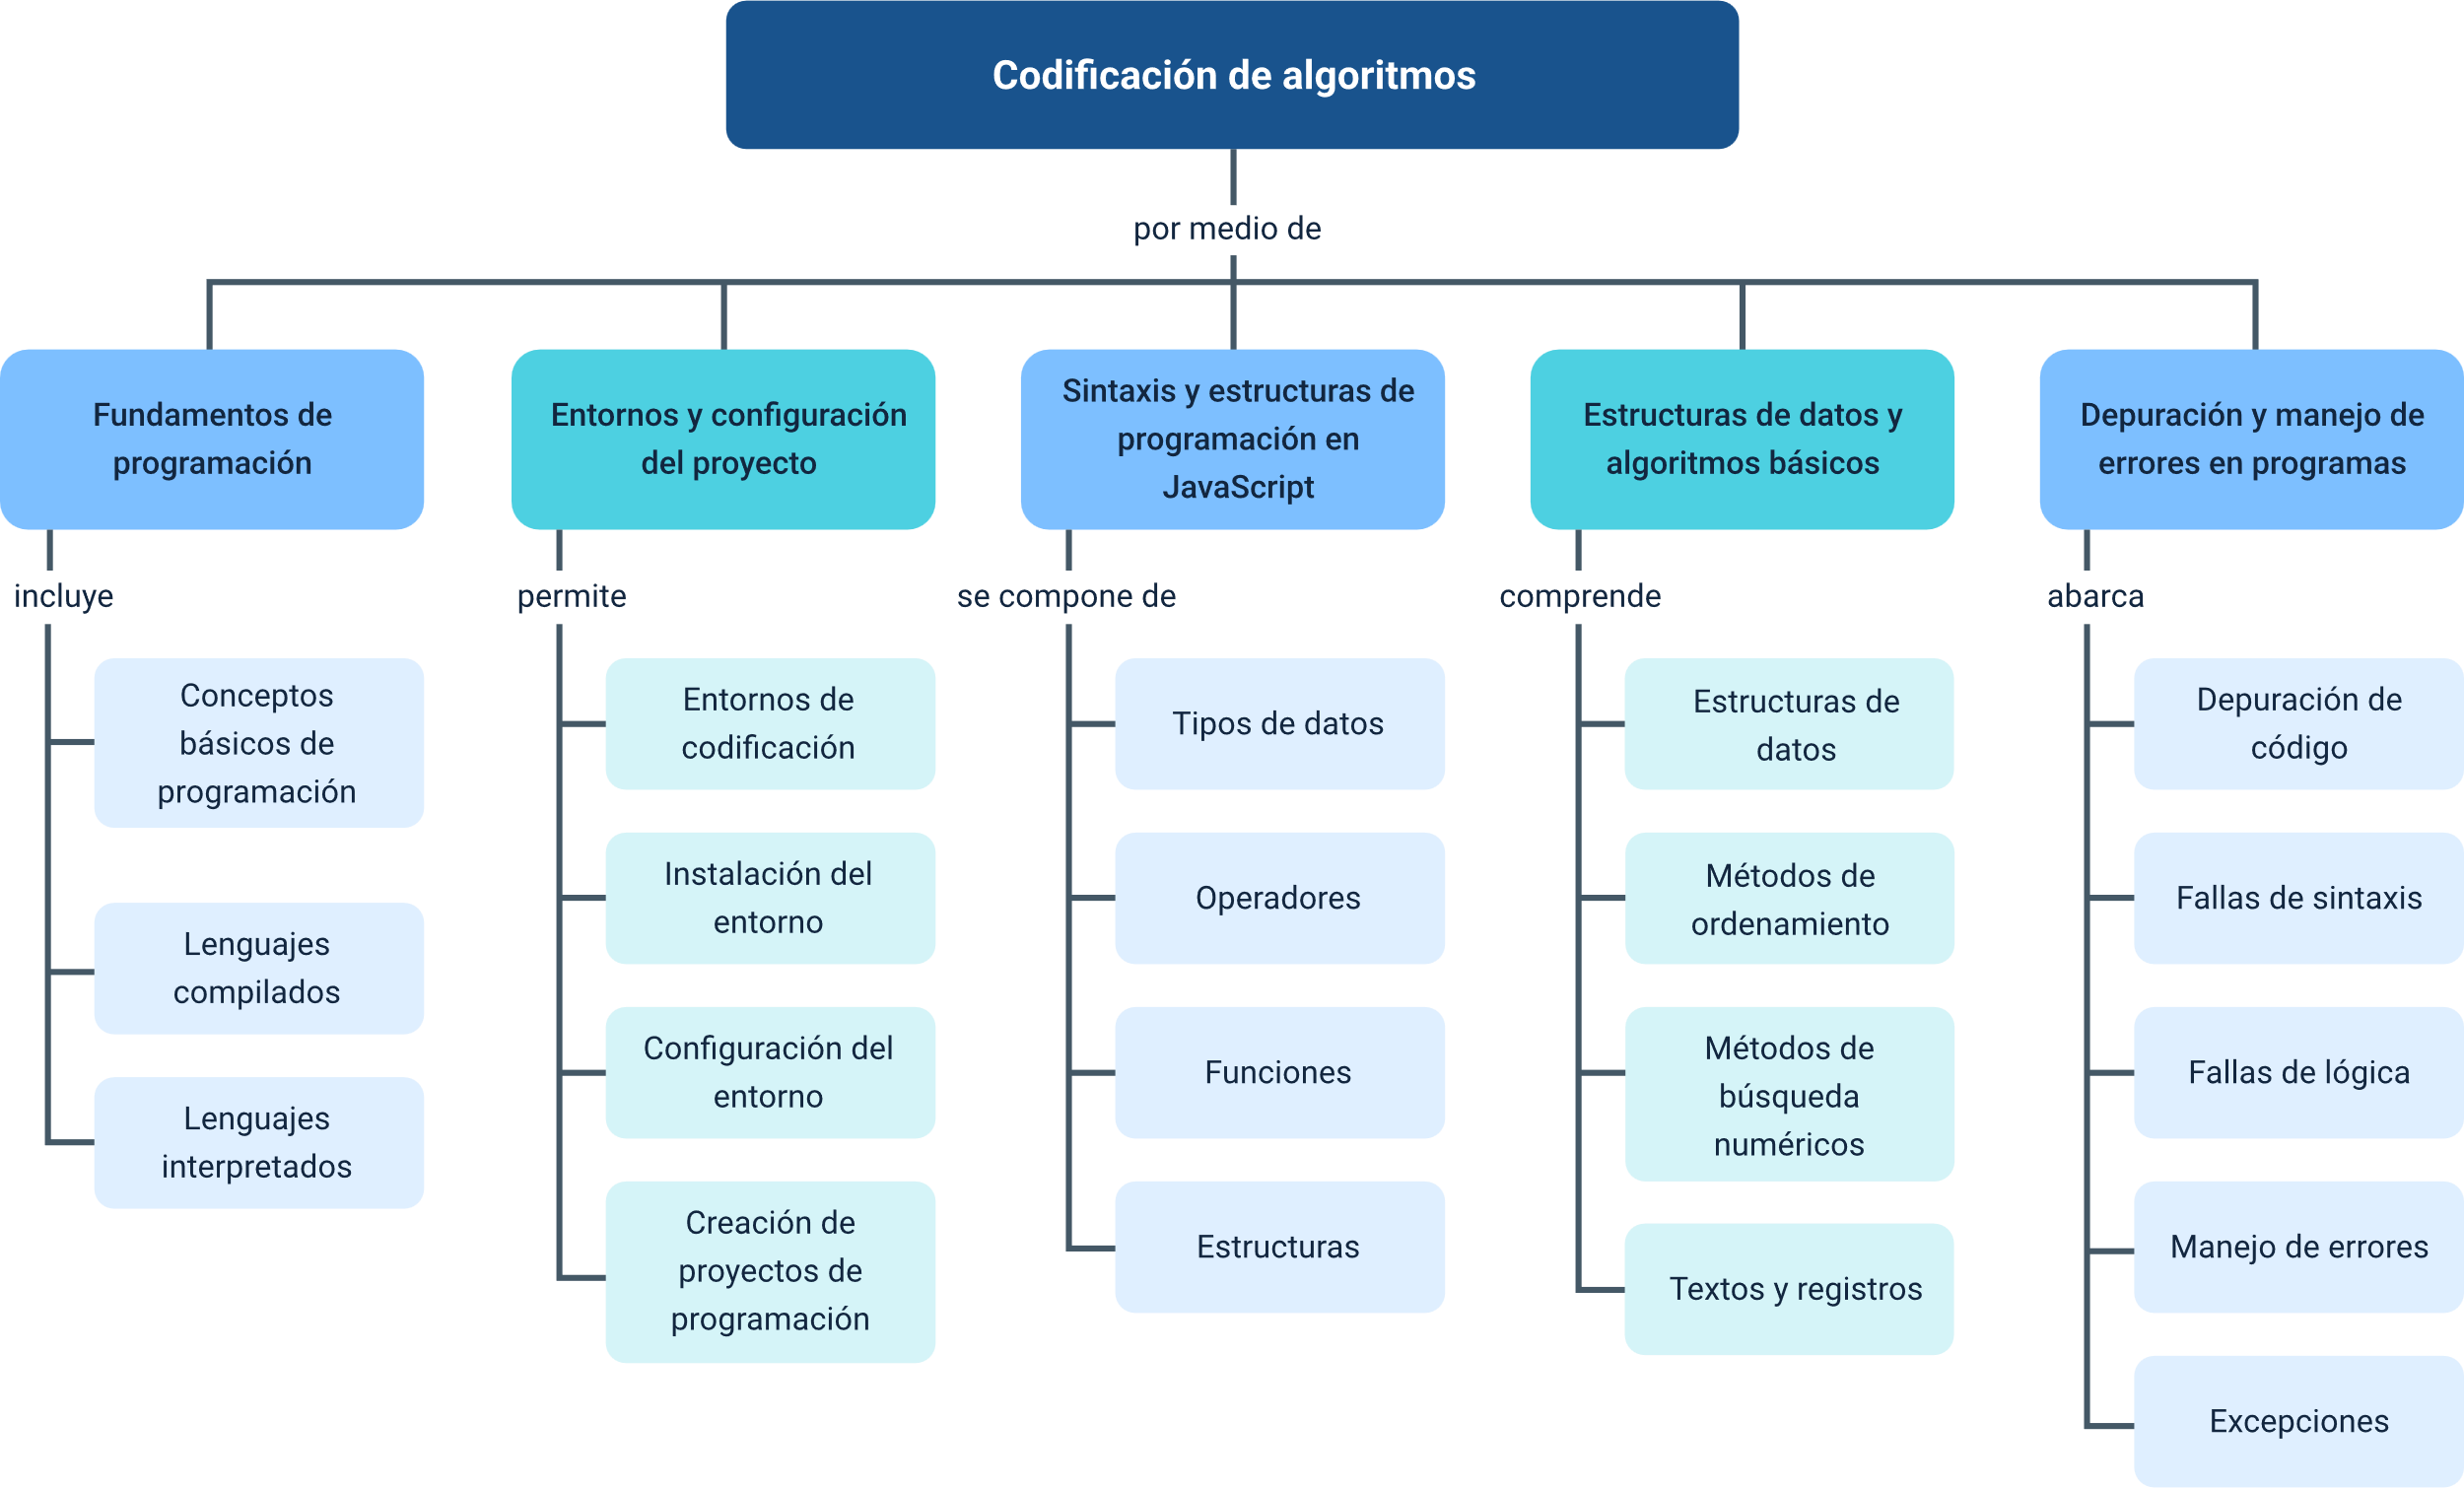 Codificación de algoritmos
por medio de
Fundamentos de
programación
incluye
Conceptos
básicos de
programación
Lenguajes
compilados
Lenguajes
interpretados
Entornos y configuración
del proyecto
permite
Entornos de
codificación
Instalación del
entorno
Configuración del
entorno
Creación de
proyectos de
programación
Sintaxis y estructuras de
programación en
JavaScript
se compone de
Tipos de datos
Operadores
Funciones
Estructuras
Estructuras de datos y
algoritmos básicos
comprende
Estructuras de
datos
Métodos de
ordenamiento
Métodos de
búsqueda
numéricos
Textos y registros
Depuración y manejo de
errores en programas
abarca
Depuración de
código
Fallas de sintaxis
Fallas de lógica
Manejo de errores
Excepciones